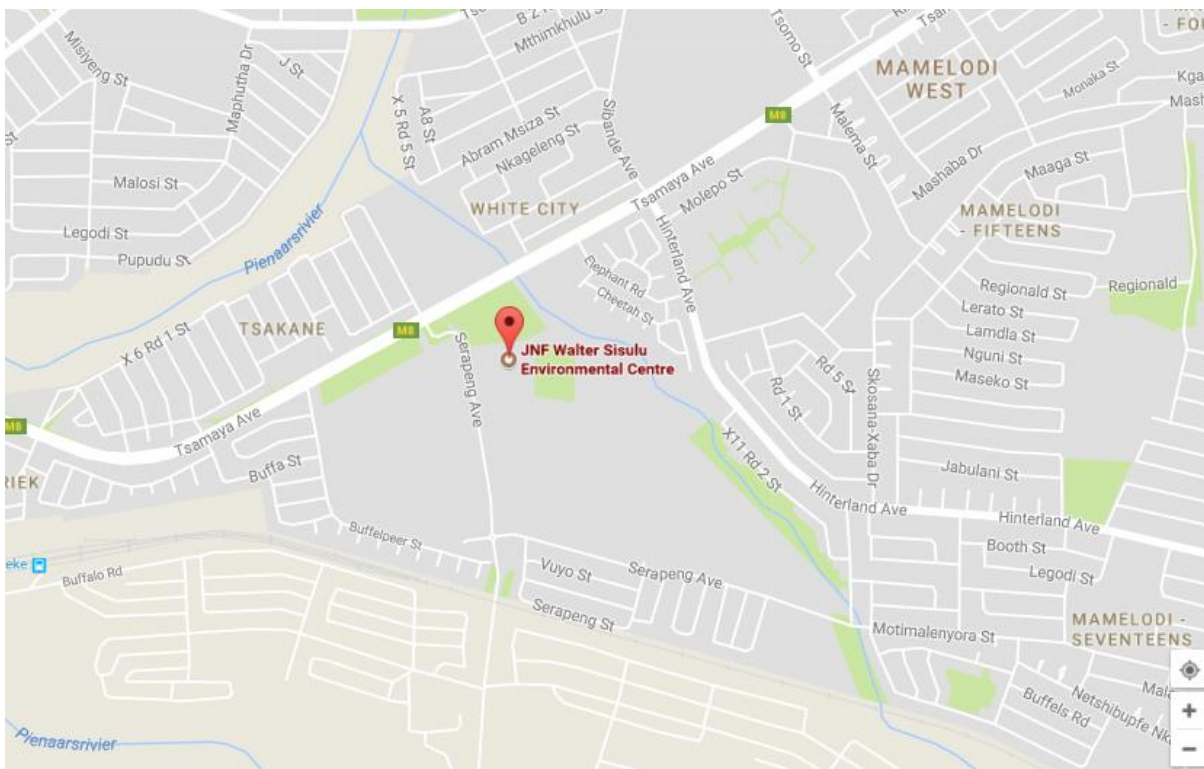 Mthimkhulu St
Tsomo St
MAMELODI
WEST
Monaka St
Kga
Mash
J St
Maphutha Dr
X 5 Rd 5 St
A8 St
Abram Msiza St
Nkageleng St
Sibande Ave
M8
Malema St
Mashaba Dr
Maaga St
Malosi St
WHITE CITY
Tsamaya Ave
Molepo St
MAMELODI
- FIFTEENS
Legodi St
Pupudu St
Pienaarsrivier
Hinterland Ave
Elephant Rd
Cheetah St
Regionald St
Regionald
Lerato St
Lamdla St
Nguni St
Maseko St
TSAKANE
X 6 Rd 1 St
M8
Serapeng Ave
JNF Walter Sisulu
Environmental Centre
Rd 1 St
Rd 5 St
Skosana-Xaba Dr
M8
Tsamaya Ave
Buffa St
X11 Rd 2 St
Jabulani St
RIEK
Hinterland Ave
Hinterland Ave
Buffelpeer St
Booth St
Legodi St
eke
Buffalo Rd
Vuyo St
Serapeng Ave
Serapeng St
Motimalenyora St
MAMELODI -
SEVENTEENS
Buffels Rd
Netshibupfe Nk
Mala
Pienaarsrivier
+
−